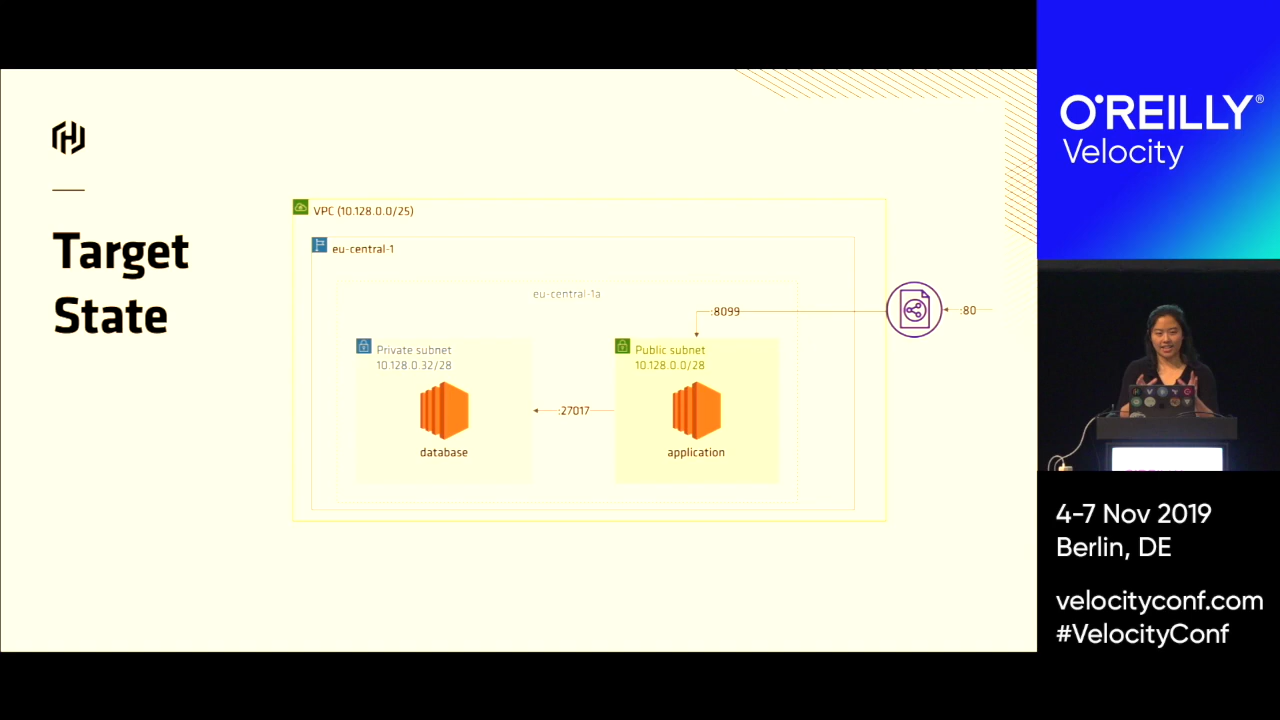 Target
State
VPC (10.128.0.0/25)
eu-central-1
eu-central-1a
:8099
:80
Private subnet
10.128.0.32/28
Public subnet
10.128.0.0/28
:27017
database
application
O'REILLY®
Velocity
4-7 Nov 2019
Berlin, DE
velocityconf.com
#VelocityConf